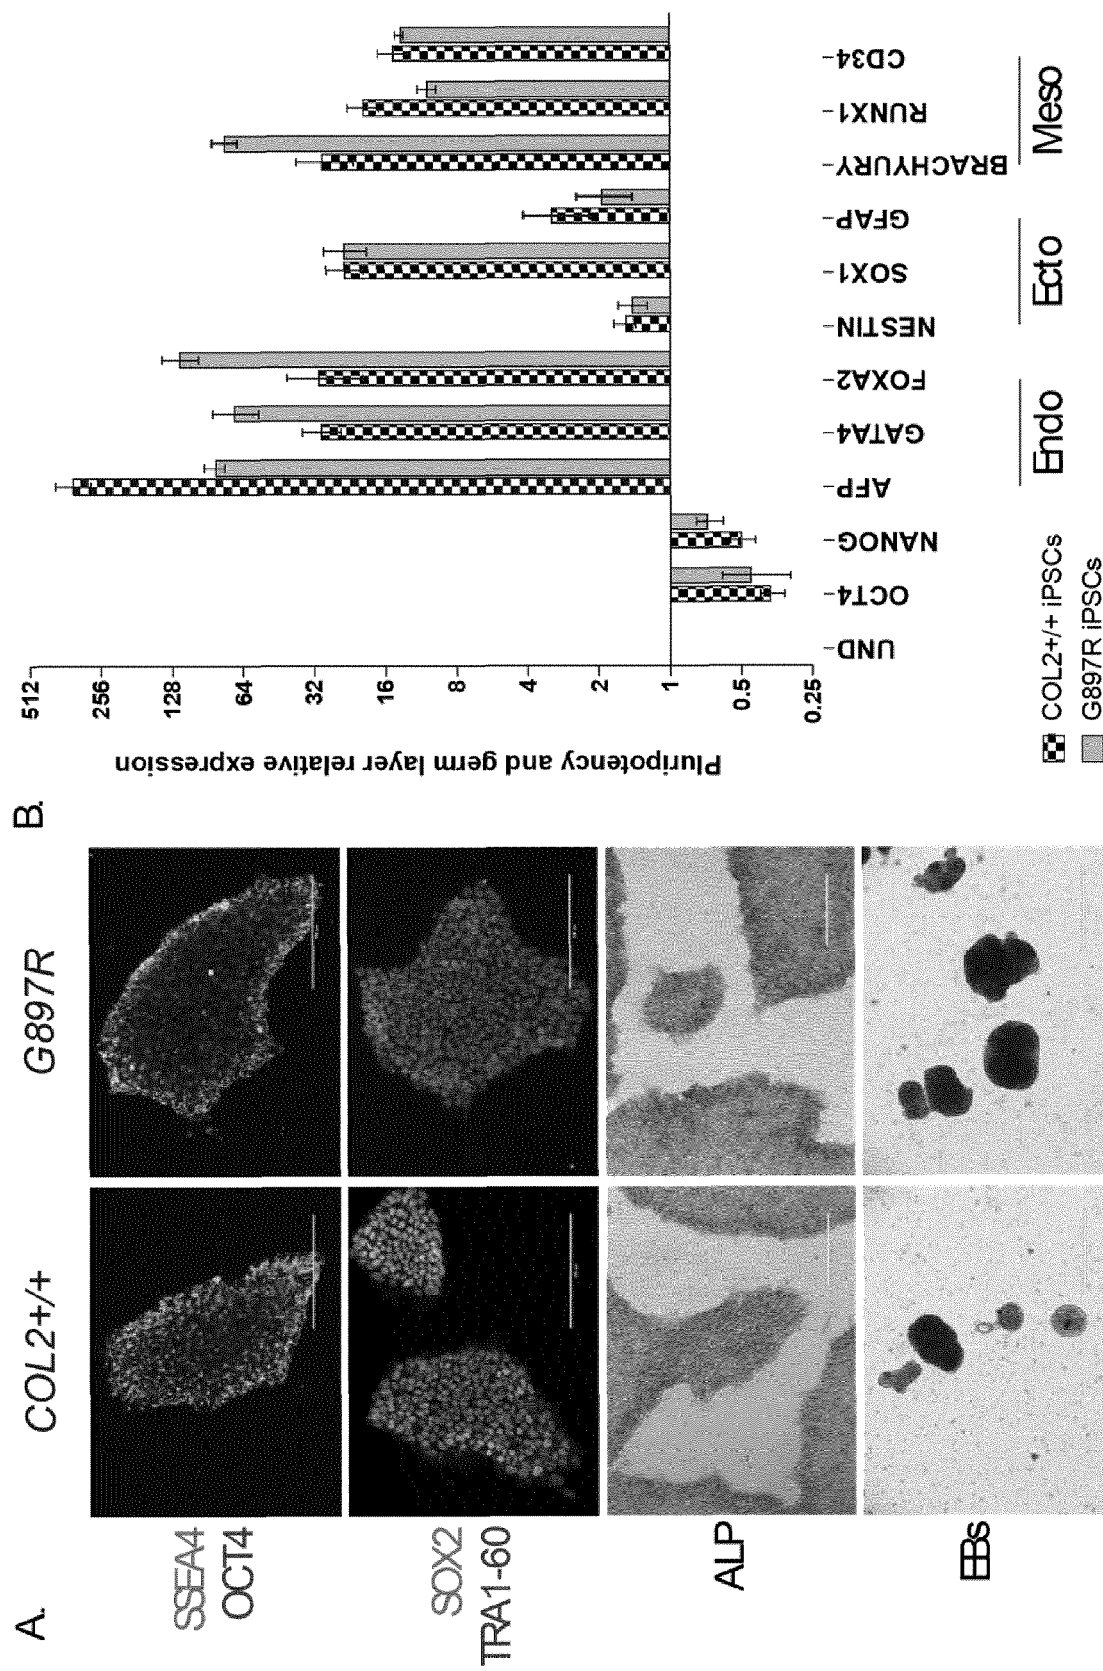 A.
COL2+/+
G897R
SSEA4
OCT4
SOX2
TRA1-60
ALP
EBs
B.
Pluripotency and germ layer relative expression
512
256
128
64
32
16
8
4
2
1
0.5
0.25
UND
OCT4
NANOG
AFP
GATA4
FOXA2
NESTIN
SOX1
GFAP
BRACHYURY
RUNX1
CD34
Endo
Ecto
Meso
COL2+/+ iPSCs
G897R iPSCs